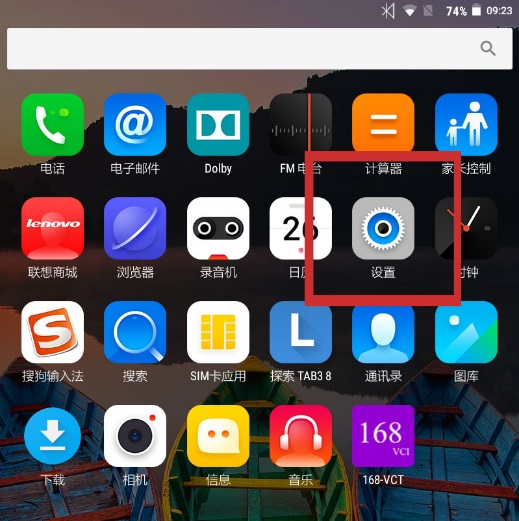 74% 09:23
电话 电子邮件 Dolby FM 电台 计算器 家长控制
lenovo
26
联想商城 浏览器 录音机 日历 设置 时钟
S L
搜狗输入法 搜索 SIM卡应用 探索 TAB3 8 通讯录 图库
168
VCI
下载 相机 信息 音乐 168-VCT